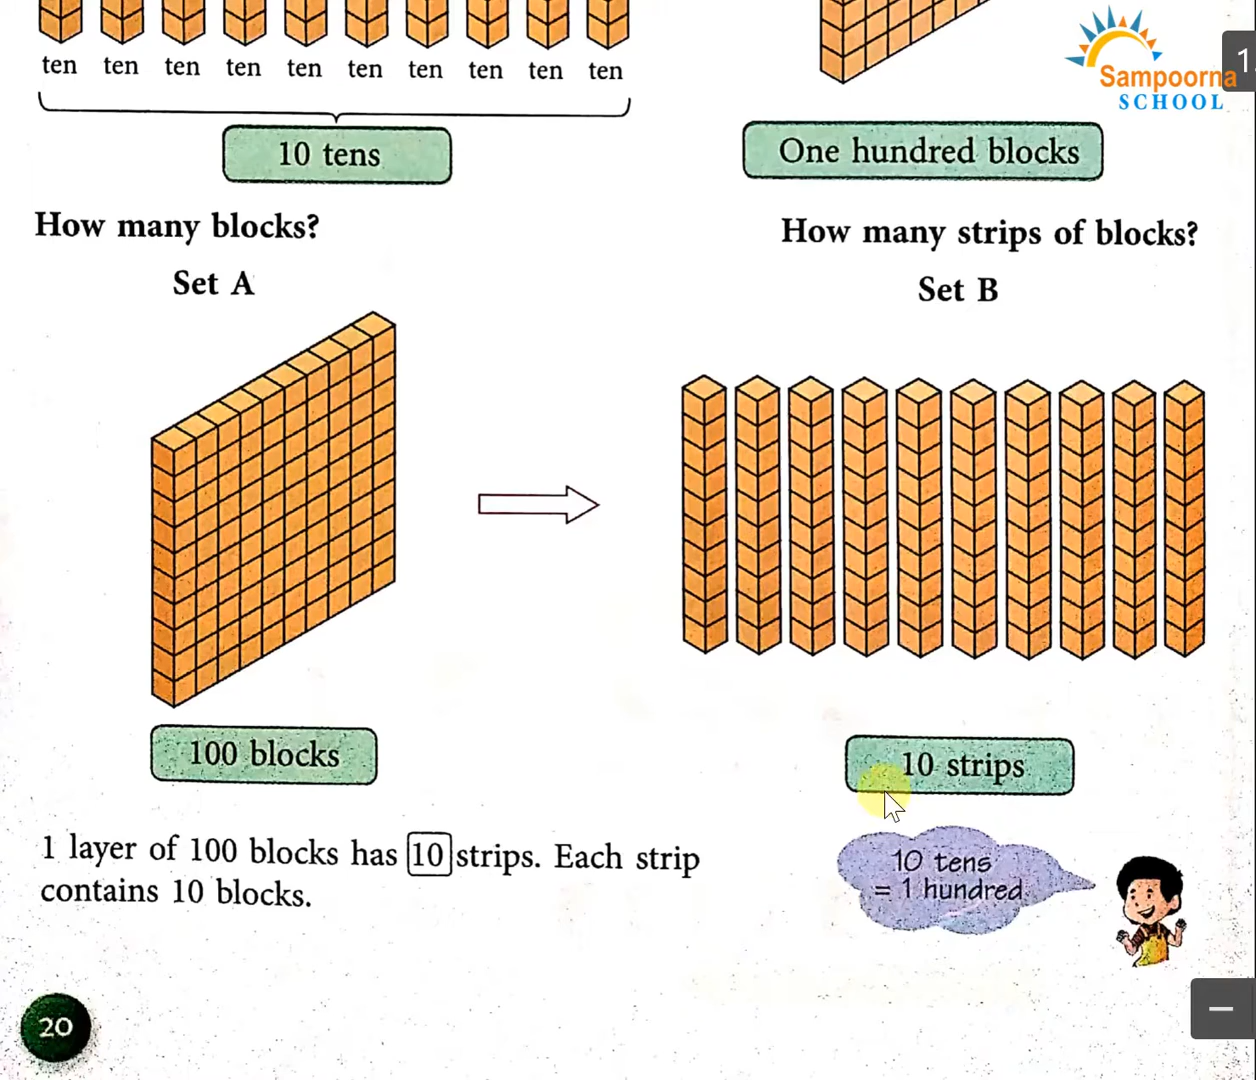 ten ten ten ten ten ten ten ten ten ten
10 tens
One hundred blocks
Sampoorna
SCHOOL
1
How many blocks?
Set A
How many strips of blocks?
Set B
100 blocks
10 strips
1 layer of 100 blocks has 10 strips. Each strip
contains 10 blocks.
10 tens
= 1 hundred
20